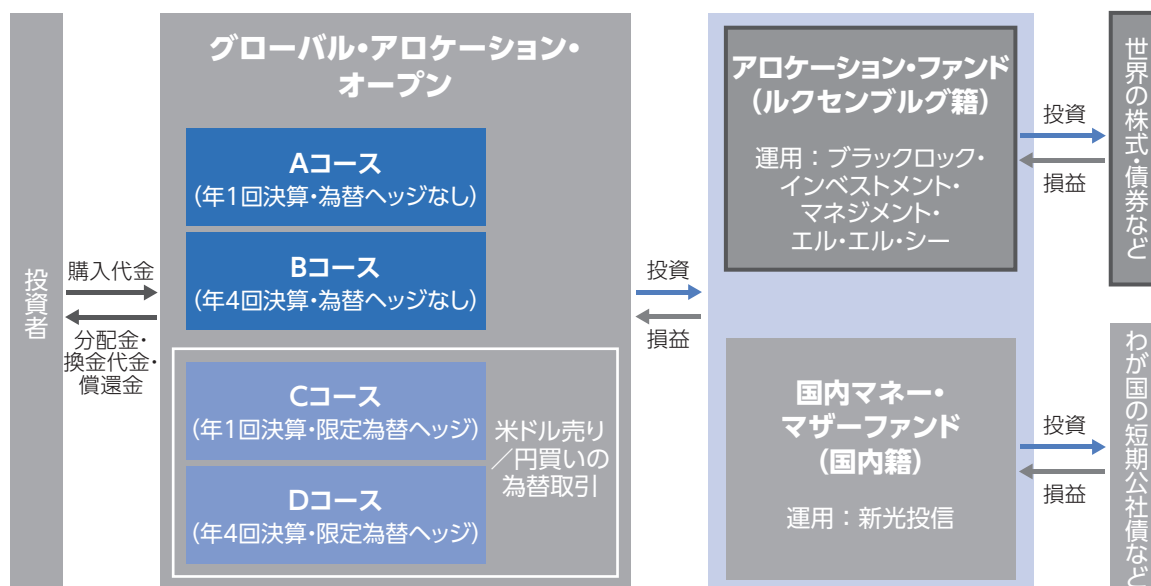 投資者
購入代金
分配金・
換金代金・
償還金
グローバル・アロケーション・
オープン
Aコース
(年1回決算・為替ヘッジなし)
Bコース
(年4回決算・為替ヘッジなし)
Cコース
(年1回決算・限定為替ヘッジ)
Dコース
(年4回決算・限定為替ヘッジ)
米ドル売り
／円買いの
為替取引
投資
損益
アロケーション・ファンド
(ルクセンブルグ籍)
運用：ブラックロック・
インベストメント・
マネジメント・
エル・エル・シー
投資
損益
世界の株式・債券など
国内マネー・
マザーファンド
(国内籍)
運用：新光投信
投資
損益
わが国の短期公社債など